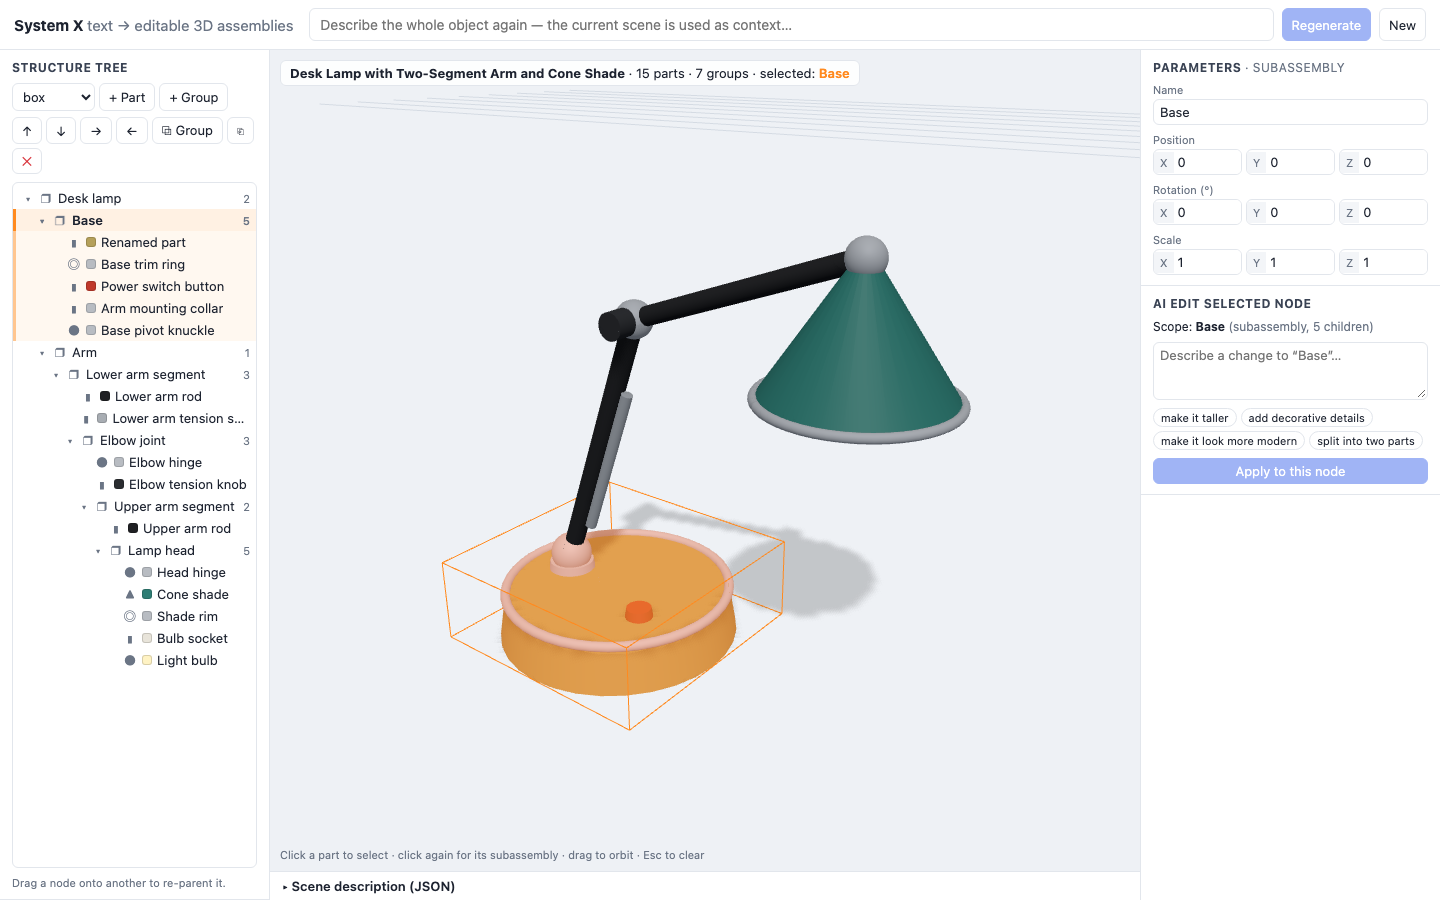 System X text → editable 3D assemblies
Describe the whole object again — the current scene is used as context...
Regenerate
New
STRUCTURE TREE
box
+ Part
+ Group
↑ ↓ → ← Group
Desk lamp 2
Base 5
Renamed part
Base trim ring
Power switch button
Arm mounting collar
Base pivot knuckle
Arm 1
Lower arm segment 3
Lower arm rod
Lower arm tension s...
Elbow joint 3
Elbow hinge
Elbow tension knob
Upper arm segment 2
Upper arm rod
Lamp head 5
Head hinge
Cone shade
Shade rim
Bulb socket
Light bulb
Drag a node onto another to re-parent it.
Desk Lamp with Two-Segment Arm and Cone Shade · 15 parts · 7 groups · selected: Base
Click a part to select · click again for its subassembly · drag to orbit · Esc to clear
Scene description (JSON)
PARAMETERS · SUBASSEMBLY
Name
Base
Position
X 0 Y 0 Z 0
Rotation (°)
X 0 Y 0 Z 0
Scale
X 1 Y 1 Z 1
AI EDIT SELECTED NODE
Scope: Base (subassembly, 5 children)
Describe a change to “Base”...
make it taller
add decorative details
make it look more modern
split into two parts
Apply to this node